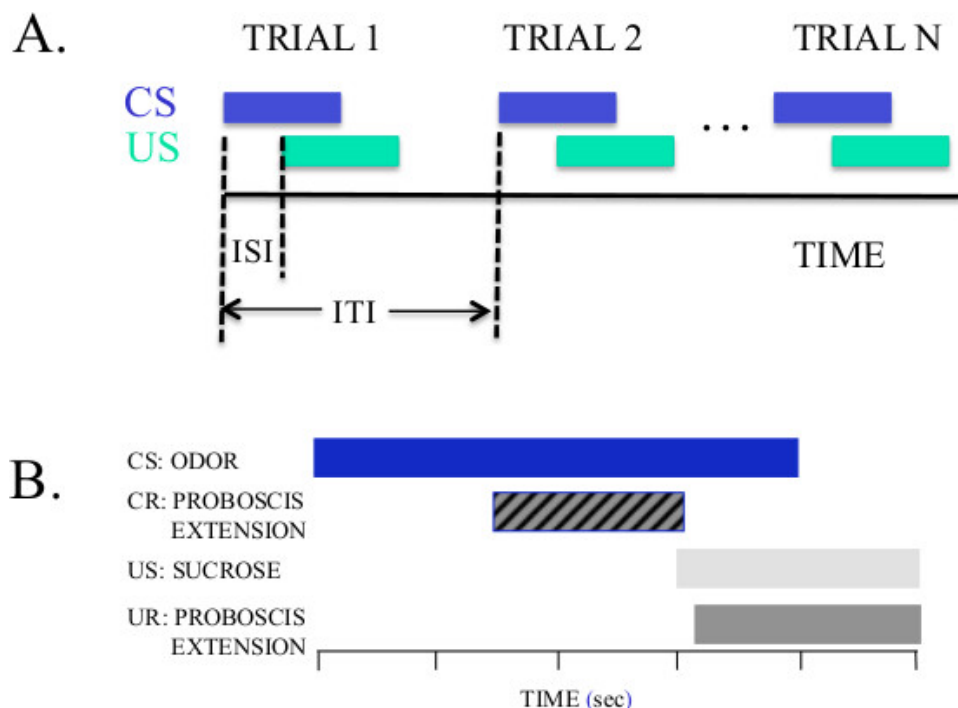 A.
TRIAL 1 TRIAL 2 TRIAL N
CS
US
...
ISI
TIME
ITI
B.
CS: ODOR
CR: PROBOSCIS
EXTENSION
US: SUCROSE
UR: PROBOSCIS
EXTENSION
TIME (sec)